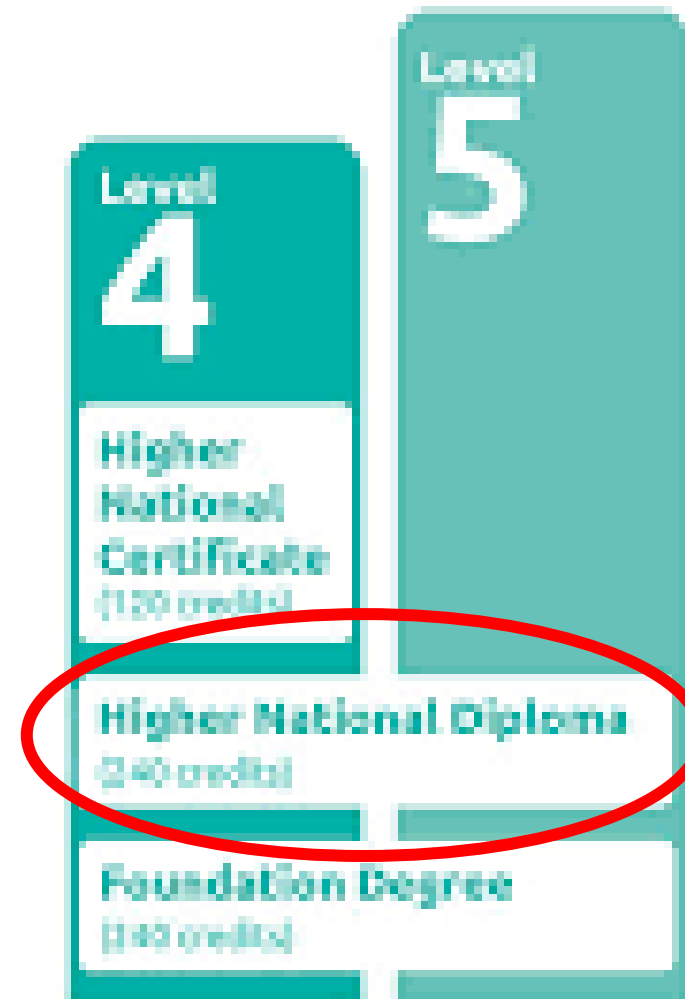 Level
4
Level
5
Higher
National
Certificate
(120 credits)
Higher National Diploma
(240 credits)
Foundation Degree
(240 credits)